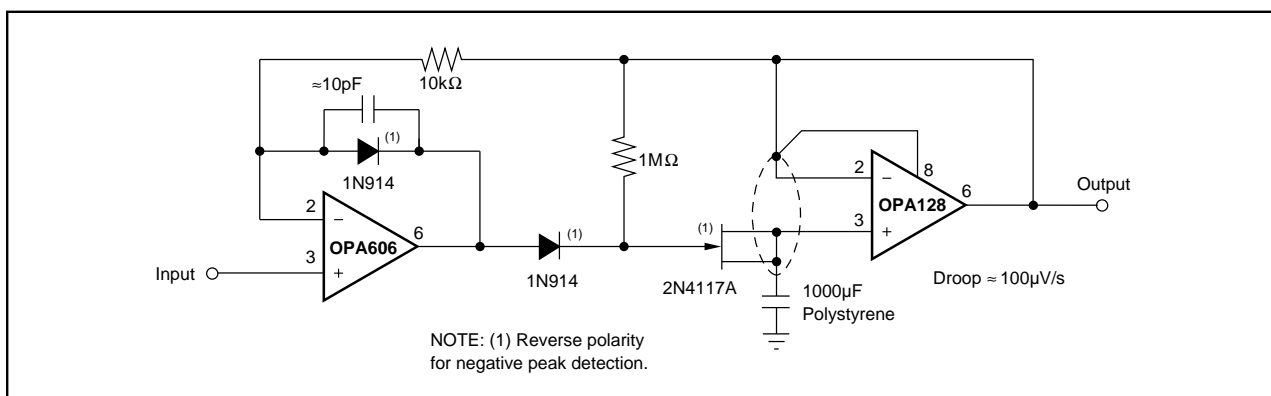 10kΩ
≈10pF
(1)
1N914
1MΩ
2
−
3
+
OPA606
6
Input
(1)
1N914
(1)
2N4117A
2
−
3
+
8
OPA128
6
Output
1000µF
Polystyrene
Droop ≈ 100µV/s
NOTE: (1) Reverse polarity
for negative peak detection.